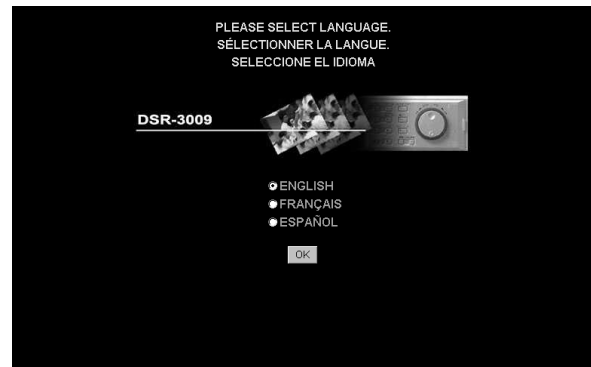 PLEASE SELECT LANGUAGE.
SÉLECTIONNER LA LANGUE.
SELECCIONE EL IDIOMA
DSR-3009
ENGLISH
FRANÇAIS
ESPAÑOL
OK